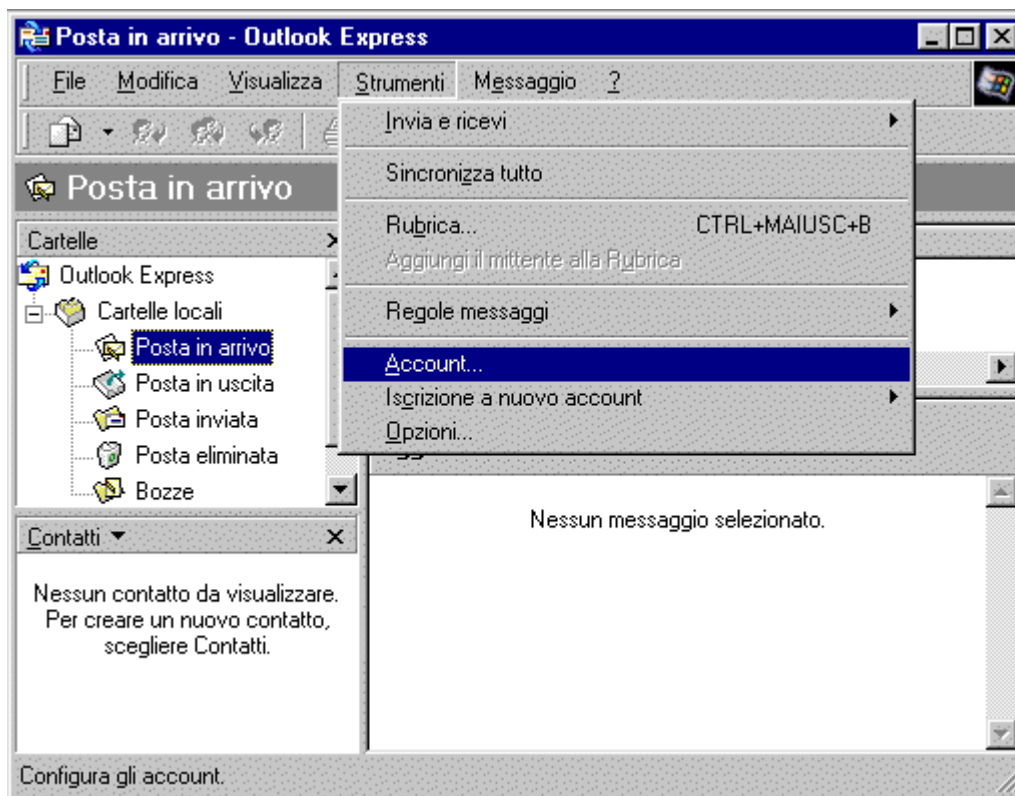 Posta in arrivo - Outlook Express
File Modifica Visualizza Strumenti Messaggio ?
Invia e ricevi
Sincronizza tutto
Rubrica... CTRL+MAIUSC+B
Aggiungi il mittente alla Rubrica
Regole messaggi
Account...
Iscrizione a nuovo account
Opzioni...
Posta in arrivo
Cartelle
Outlook Express
Cartelle locali
Posta in arrivo
Posta in uscita
Posta inviata
Posta eliminata
Bozze
Contatti
Nessun contatto da visualizzare.
Per creare un nuovo contatto,
scegliere Contatti.
Nessun messaggio selezionato.
Configura gli account.